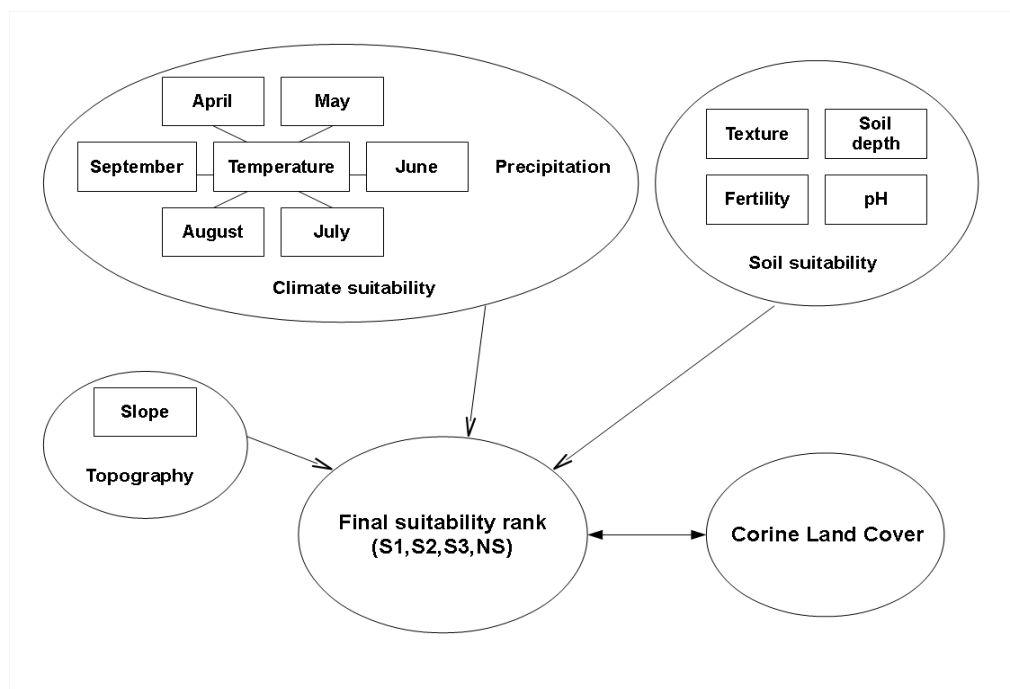 April
May
September
Temperature
June
Precipitation
August
July
Climate suitability
Texture
Soil
depth
Fertility
pH
Soil suitability
Slope
Topography
Final suitability rank
(S1,S2,S3,NS)
Corine Land Cover